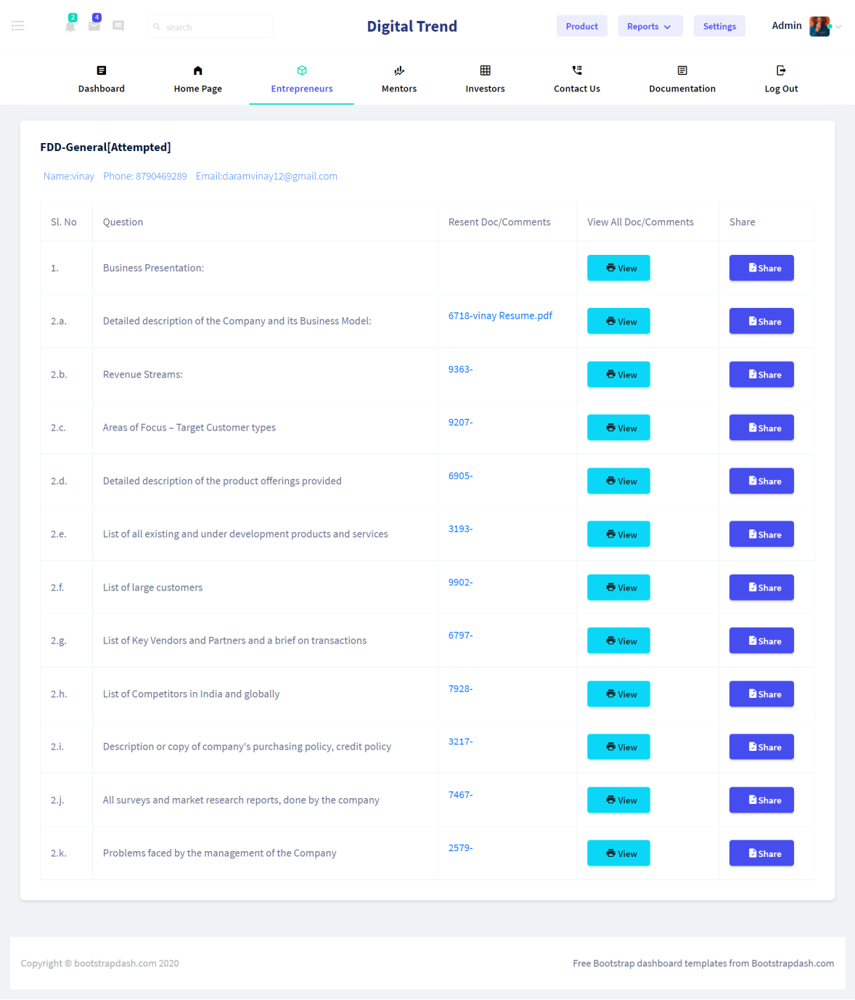 2 4 search Digital Trend Product Reports Settings Admin
Dashboard Home Page Entrepreneurs Mentors Investors Contact Us Documentation Log Out
FDD-General[Attempted]
Name:vinay Phone: 8790469289 Email:daramvinay12@gmail.com
Sl. No Question Resent Doc/Comments View All Doc/Comments Share
1. Business Presentation: View Share
2.a. Detailed description of the Company and its Business Model: 6718-vinay Resume.pdf View Share
2.b. Revenue Streams: 9363- View Share
2.c. Areas of Focus – Target Customer types 9207- View Share
2.d. Detailed description of the product offerings provided 6905- View Share
2.e. List of all existing and under development products and services 3193- View Share
2.f. List of large customers 9902- View Share
2.g. List of Key Vendors and Partners and a brief on transactions 6797- View Share
2.h. List of Competitors in India and globally 7928- View Share
2.i. Description or copy of company's purchasing policy, credit policy 3217- View Share
2.j. All surveys and market research reports, done by the company 7467- View Share
2.k. Problems faced by the management of the Company 2579- View Share
Copyright © bootstrapdash.com 2020 Free Bootstrap dashboard templates from Bootstrapdash.com